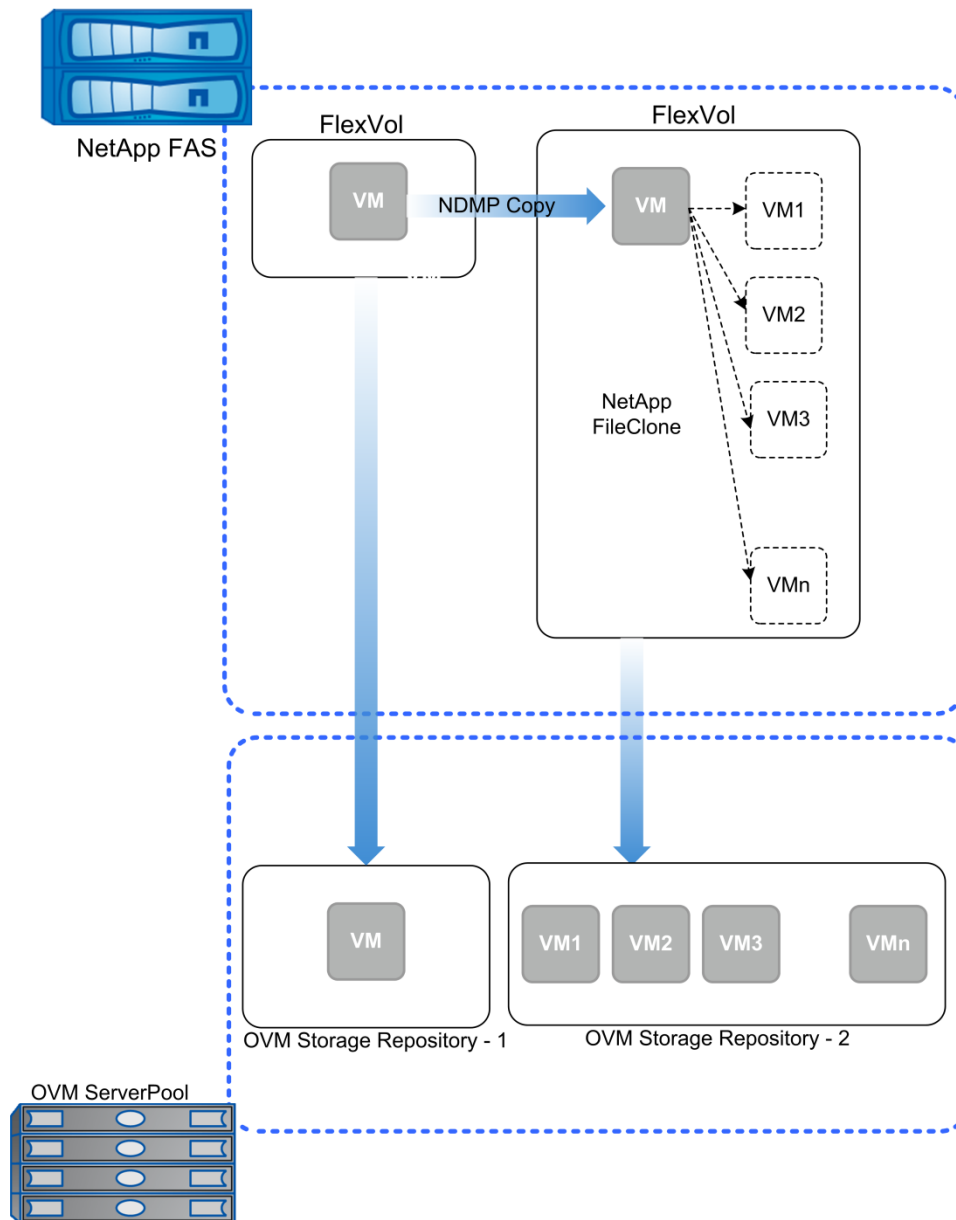 NetApp FAS
FlexVol
VM
NDMP Copy
FlexVol
VM
VM1
VM2
VM3
VMn
NetApp
FileClone
VM
OVM Storage Repository - 1
VM1
VM2
VM3
VMn
OVM Storage Repository - 2
OVM ServerPool